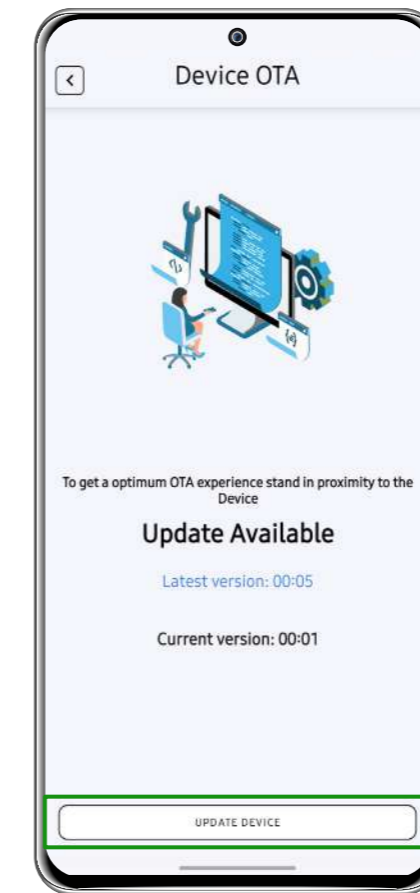 Device OTA
To get a optimum OTA experience stand in proximity to the
Device
Update Available
Latest version: 00:05
Current version: 00:01
UPDATE DEVICE